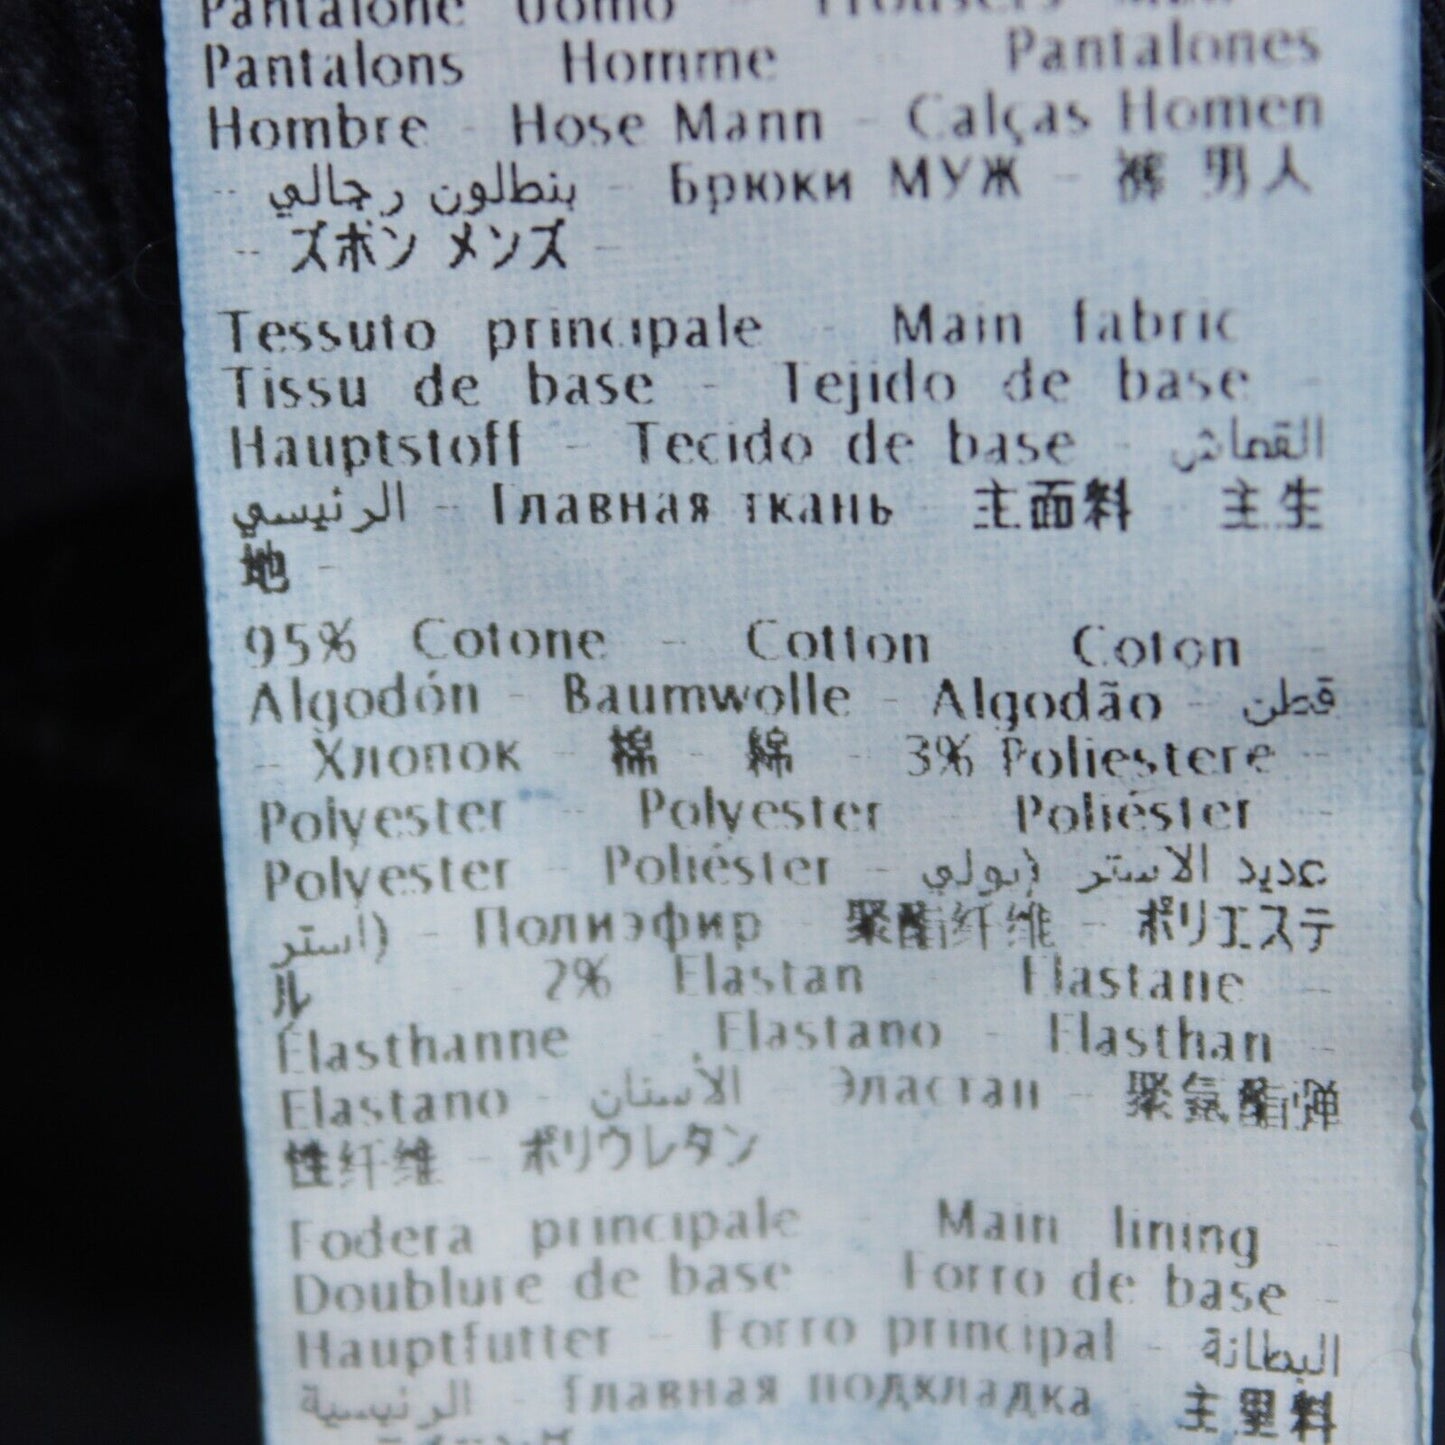 Pantalone Uomo - Trousers Man
Pantalons Homme Pantalones
Hombre - Hose Mann - Calças Homen
- بنطلون رجالي - Брюки МУЖ - 裤 男人
- ズボン メンズ -
Tessuto principale - Main fabric
Tissu de base - Tejido de base -
Hauptstoff - Tecido de base - القماش
الرئيسي - Главная ткань 主面料 主生
地 -
95% Cotone - Cotton Coton
Algodón - Baumwolle - Algodão - قطن
- Хлопок - 棉 - 綿 - 3% Poliestere -
Polyester - Polyester Poliéster -
Polyester - Poliéster - عديد الاستر (بولي
استر) - Полиэфир - 聚酯纤维 - ポリエステ
ル - 2% Elastan Elastane -
Élasthanne - Elastano - Elasthan -
Elastano - الأستان - Эластан - 聚氨酯弹
性纤维 - ポリウレタン
Fodera principale - Main lining -
Doublure de base Forro de base -
Hauptfutter - Forro principal - البطانة
الرئيسية - Главная подкладка 主里料